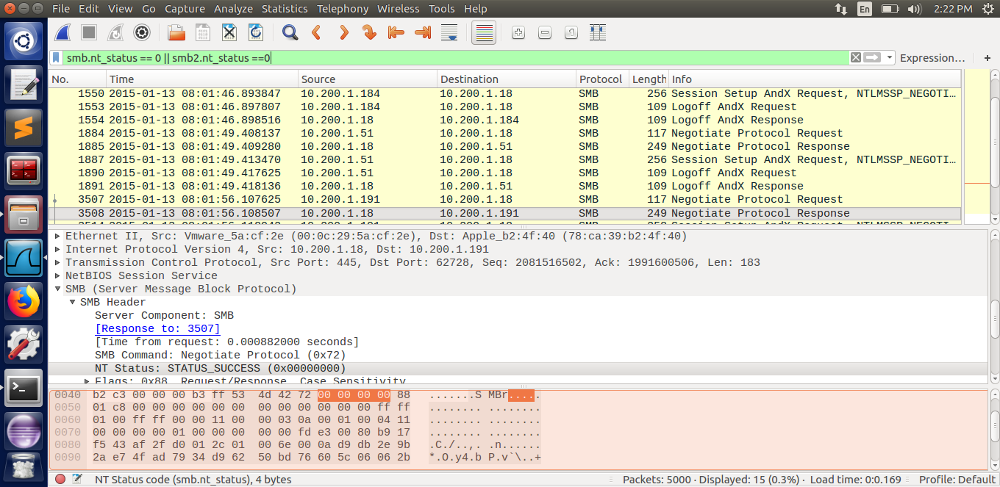 File Edit View Go Capture Analyze Statistics Telephony Wireless Tools Help En 2:22 PM
smb.nt_status == 0 || smb2.nt_status ==0 Expression… +
No. Time Source Destination Protocol Length Info
1550 2015-01-13 08:01:46.893847 10.200.1.184 10.200.1.18 SMB 256 Session Setup AndX Request, NTLMSSP_NEGOTI…
1553 2015-01-13 08:01:46.897807 10.200.1.184 10.200.1.18 SMB 109 Logoff AndX Request
1554 2015-01-13 08:01:46.898516 10.200.1.18 10.200.1.184 SMB 109 Logoff AndX Response
1884 2015-01-13 08:01:49.408137 10.200.1.51 10.200.1.18 SMB 117 Negotiate Protocol Request
1885 2015-01-13 08:01:49.409280 10.200.1.18 10.200.1.51 SMB 249 Negotiate Protocol Response
1887 2015-01-13 08:01:49.413470 10.200.1.51 10.200.1.18 SMB 256 Session Setup AndX Request, NTLMSSP_NEGOTI…
1890 2015-01-13 08:01:49.417625 10.200.1.51 10.200.1.18 SMB 109 Logoff AndX Request
1891 2015-01-13 08:01:49.418136 10.200.1.18 10.200.1.51 SMB 109 Logoff AndX Response
3507 2015-01-13 08:01:56.107625 10.200.1.191 10.200.1.18 SMB 117 Negotiate Protocol Request
3508 2015-01-13 08:01:56.108507 10.200.1.18 10.200.1.191 SMB 249 Negotiate Protocol Response
Ethernet II, Src: Vmware_5a:cf:2e (00:0c:29:5a:cf:2e), Dst: Apple_b2:4f:40 (78:ca:39:b2:4f:40)
Internet Protocol Version 4, Src: 10.200.1.18, Dst: 10.200.1.191
Transmission Control Protocol, Src Port: 445, Dst Port: 62728, Seq: 2081516502, Ack: 1991600506, Len: 183
NetBIOS Session Service
SMB (Server Message Block Protocol)
SMB Header
Server Component: SMB
[Response to: 3507]
[Time from request: 0.000882000 seconds]
SMB Command: Negotiate Protocol (0x72)
NT Status: STATUS_SUCCESS (0x00000000)
Flags: 0x88, Request/Response, Case Sensitivity
0040 b2 c3 00 00 00 b3 ff 53 4d 42 72 00 00 00 00 88 .......S MBr.....
0050 01 c8 00 00 00 00 00 00 00 00 00 00 00 00 ff ff ........ ........
0060 01 00 ff ff 00 00 11 00 00 03 0a 00 01 00 04 11 ........ ........
0070 00 00 00 00 01 00 00 00 00 00 fd e3 00 80 b9 17 ........ ........
0080 f5 43 af 2f d0 01 2c 01 00 6e 00 0a d9 db 2e 9b .C./..,. .n......
0090 2a e7 4f ad 79 34 d9 62 50 bd 76 60 5c 06 06 2b *.O.y4.b P.v`\..+
NT Status code (smb.nt_status), 4 bytes Packets: 5000 · Displayed: 15 (0.3%) · Load time: 0:0.169 Profile: Default